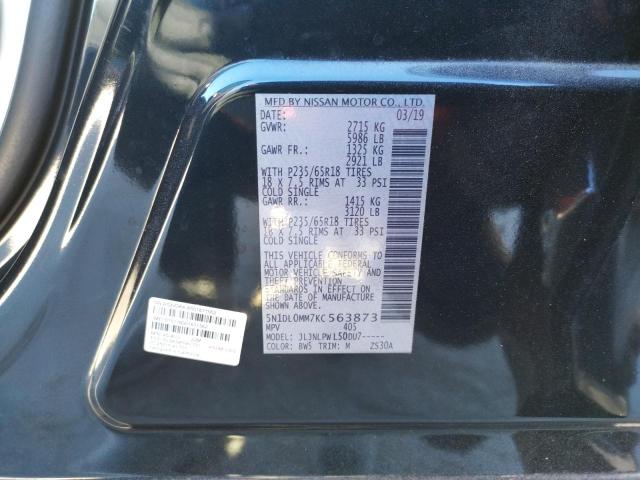 MFD BY NISSAN MOTOR CO., LTD.
DATE: 03/19
GVWR: 2715 KG
5986 LB
GAWR FR.: 1325 KG
2921 LB
WITH P235/65R18 TIRES
18 X 7.5 RIMS AT 33 PSI
COLD SINGLE
GAWR RR.: 1415 KG
3120 LB
WITH P235/65R18 TIRES
18 X 7.5 RIMS AT 33 PSI
COLD SINGLE
THIS VEHICLE CONFORMS TO ALL
APPLICABLE FEDERAL
MOTOR VEHICLE SAFETY AND
THEFT PREVENTION
STANDARDS IN EFFECT ON THE
DATE OF MANUFACTURE
SHOWN ABOVE.
5N1DL0MM7KC563873
MPV 405
MODEL: JL3NLPW L50DU7-----
COLOR: BW5 TRIM: M ZS30A